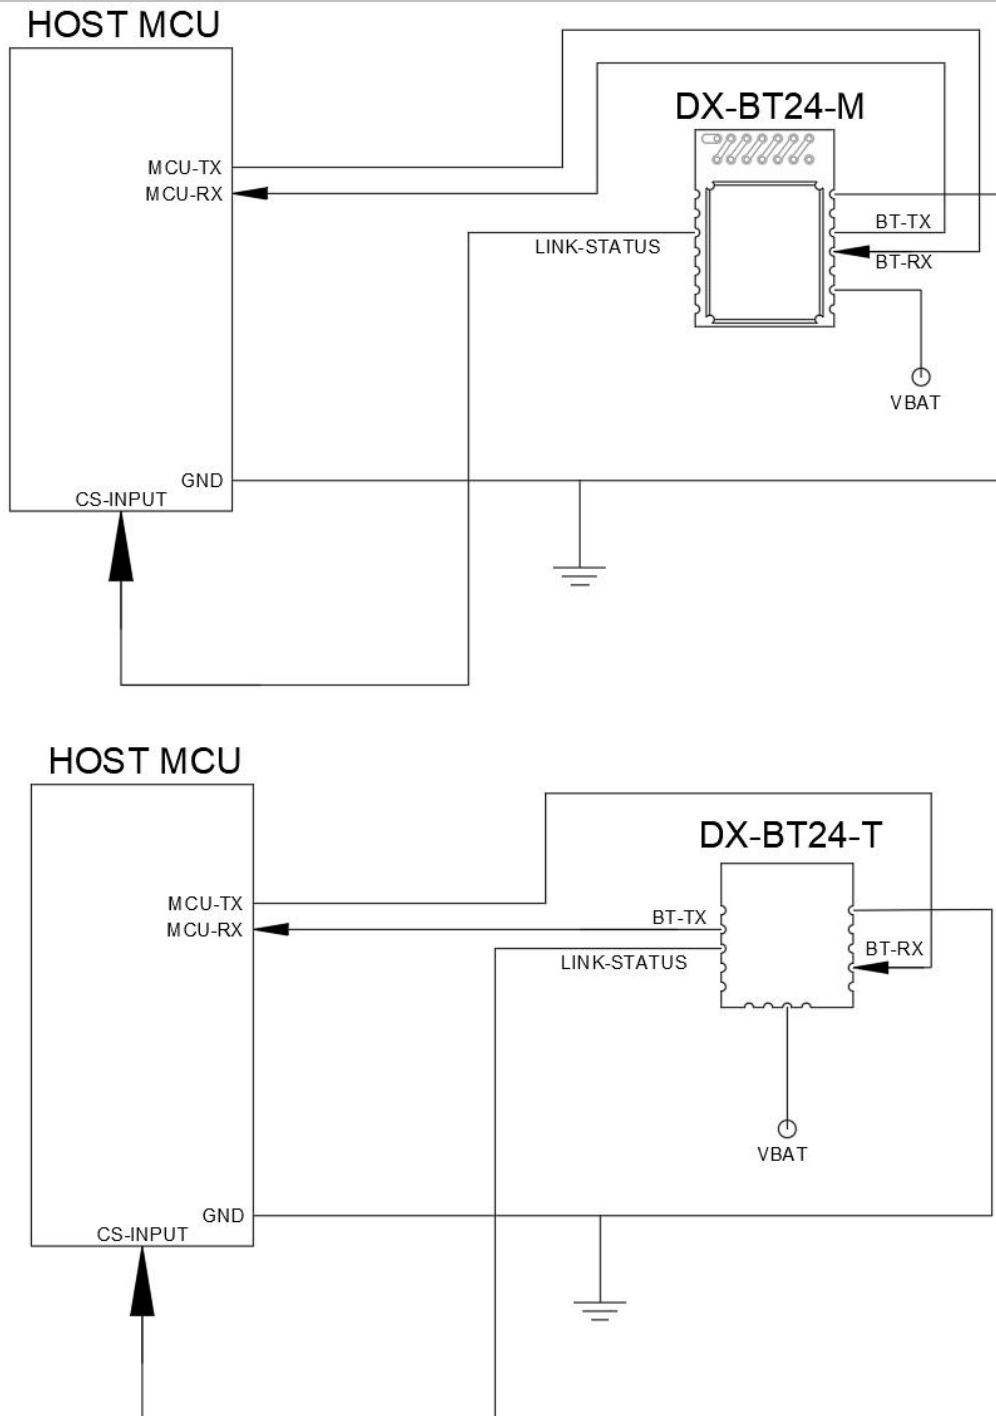 HOST MCU
DX-BT24-M
MCU-TX
MCU-RX
BT-TX
LINK-STATUS
BT-RX
VBAT
GND
CS-INPUT
HOST MCU
DX-BT24-T
MCU-TX
BT-TX
MCU-RX
BT-RX
LINK-STATUS
VBAT
GND
CS-INPUT